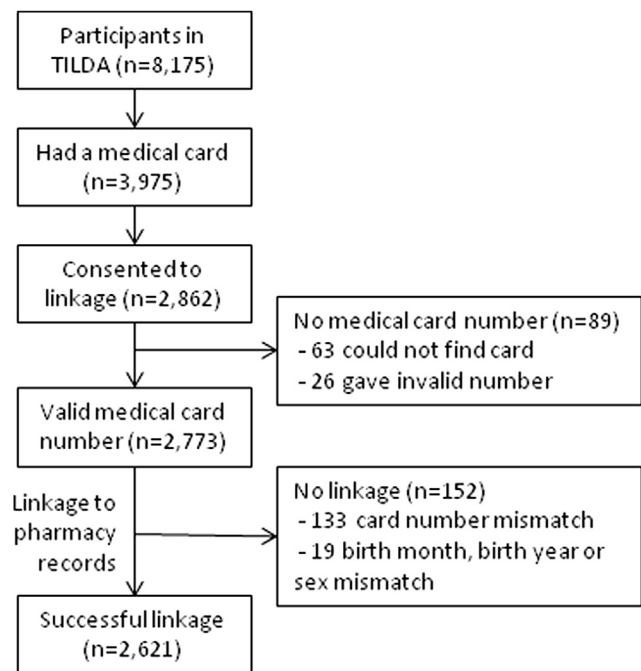 Participants in
TILDA (n=8,175)
Had a medical card
(n=3,975)
Consented to
linkage (n=2,862)
No medical card number (n=89)
- 63 could not find card
- 26 gave invalid number
Valid medical card
number (n=2,773)
Linkage to
pharmacy
records
No linkage (n=152)
- 133 card number mismatch
- 19 birth month, birth year or
sex mismatch
Successful linkage
(n=2,621)